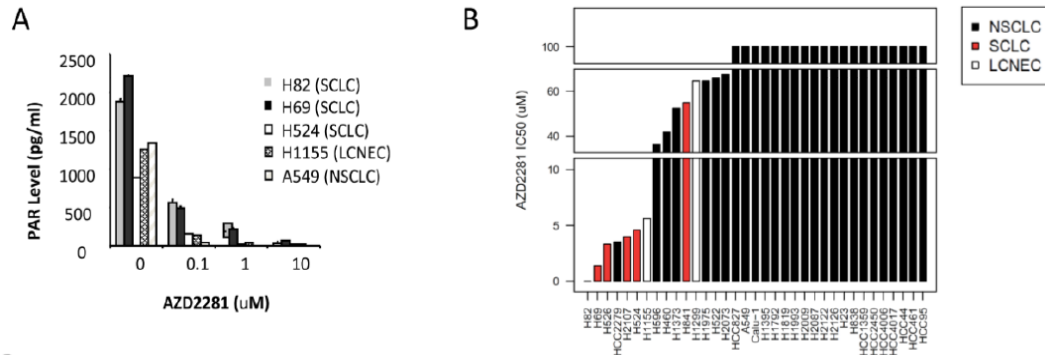 A
2500
2000
1500
1000
500
0
PAR Level (pg/ml)
H82 (SCLC)
H69 (SCLC)
H524 (SCLC)
H1155 (LCNEC)
A549 (NSCLC)
0 0.1 1 10
AZD2281 (uM)
B
100
60
40
10
5
0
AZD2281 IC50 (uM)
H82
H69
H526
HCC2279
H2107
H524
H1155
H596
H460
H1373
H841
H1299
H1975
H522
H2073
HCC827
A549
Calu-1
H1395
H1792
H1819
H1993
H2009
H2087
H2122
H2126
H23
H838
HCC1359
HCC2450
HCC4006
HCC4017
HCC44
HCC461
HCC95
NSCLC
SCLC
LCNEC